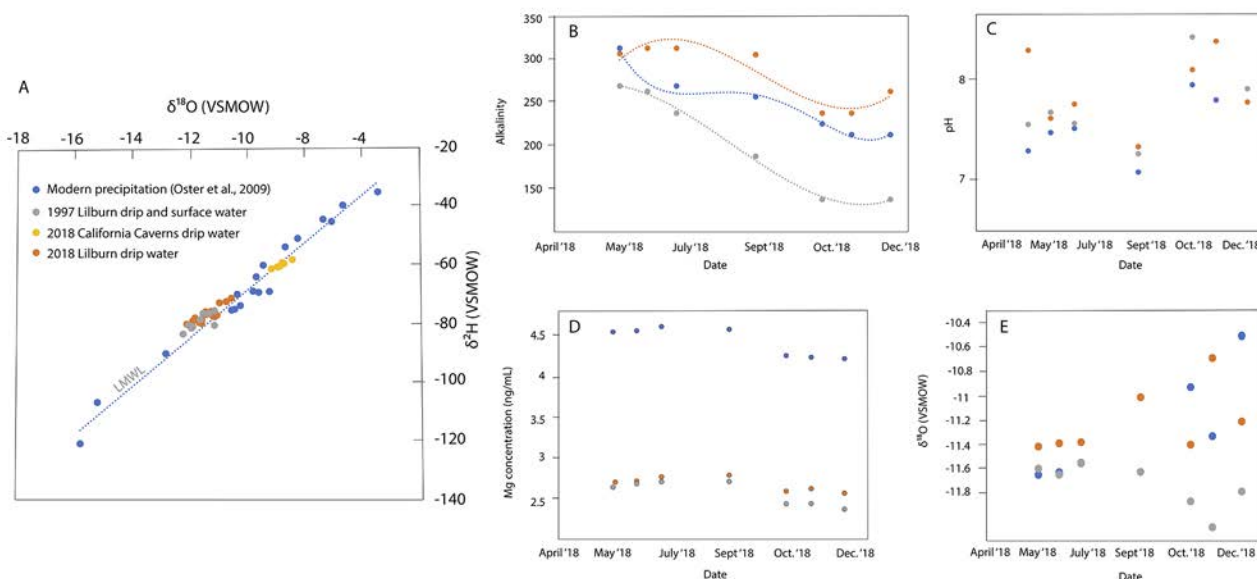 A
δ18O (VSMOW)
-18 -16 -14 -12 -10 -8 -6 -4
-20
-40
-60
-80
-100
-120
-140
δ2H (VSMOW)
Modern precipitation (Oster et al., 2009)
1997 Lilburn drip and surface water
2018 California Caverns drip water
2018 Lilburn drip water
LMWL
B
Alkalinity
350
300
250
200
150
April '18 May '18 July '18 Sept '18 Oct. '18 Dec. '18
Date
C
pH
8
7
April '18 May '18 July '18 Sept '18 Oct. '18 Dec. '18
Date
D
Mg concentration (ng/mL)
4.5
4
3.5
3
2.5
April '18 May '18 July '18 Sept '18 Oct. '18 Dec. '18
Date
E
δ18O (VSMOW)
-10.4
-10.6
-10.8
-11
-11.4
-11.6
-11.8
April '18 May '18 July '18 Sept '18 Oct. '18 Dec. '18
Date